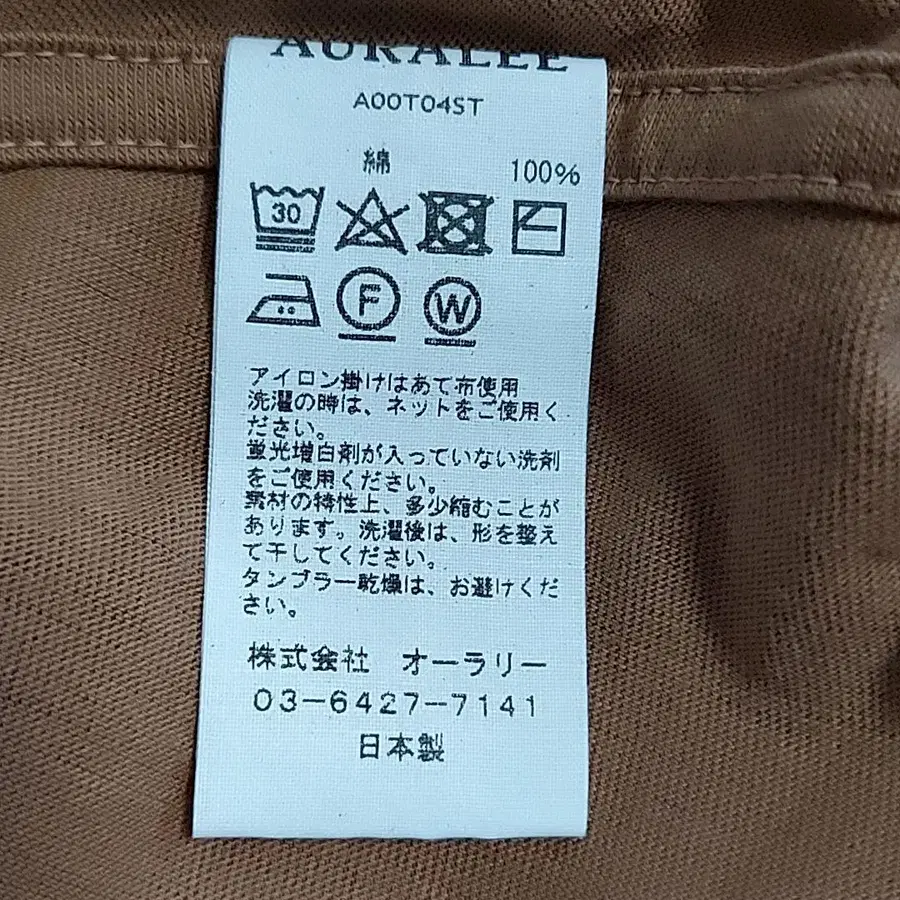 AURALEE
A00T04ST
綿 100%
30
F W
アイロン掛けはあて布使用
洗濯の時は、ネットをご使用く
ださい。
蛍光増白剤が入っていない洗剤
をご使用ください。
素材の特性上、多少縮むことが
あります。洗濯後は、形を整え
て干してください。
タンブラー乾燥は、お避けくだ
さい。
株式会社 オーラリー
03-6427-7141
日本製